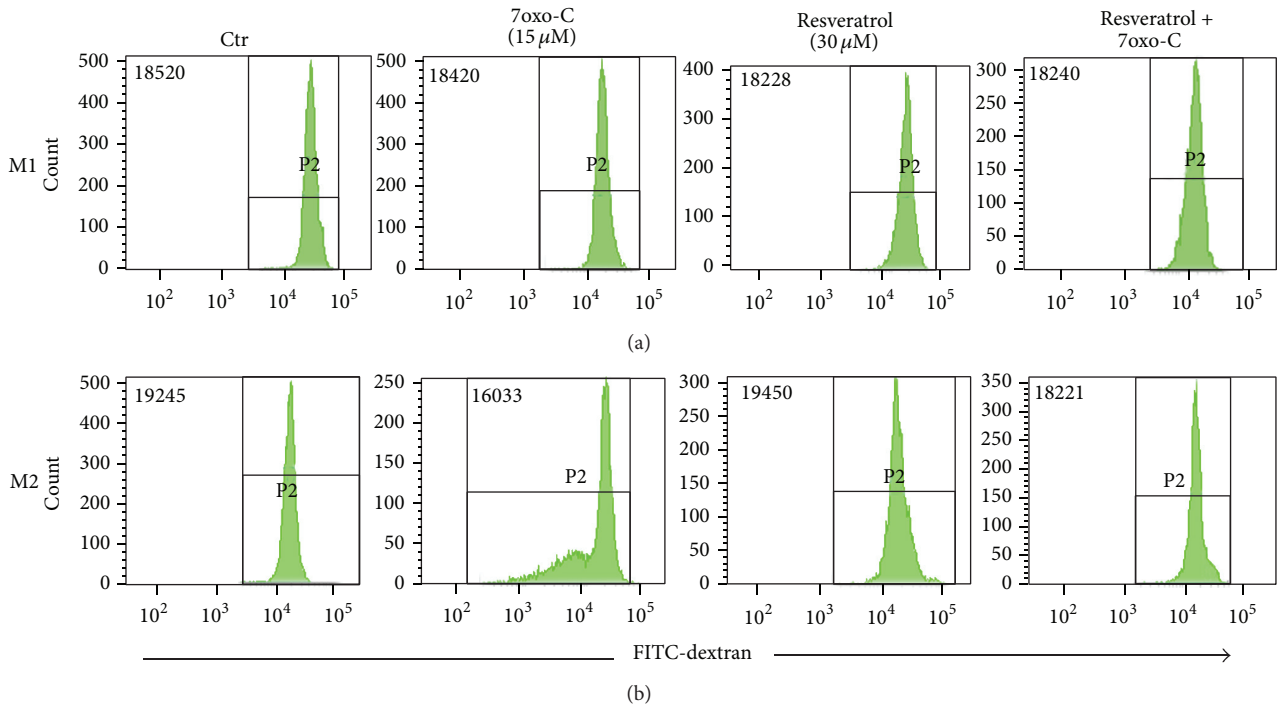 Ctr
7oxo-C
(15 μM)
Resveratrol
(30 μM)
Resveratrol +
7oxo-C
M1
Count
500
400
300
200
100
0
18520
P2
10² 10³ 10⁴ 10⁵
500
400
300
200
100
0
18420
P2
10² 10³ 10⁴ 10⁵
400
300
200
100
0
18228
P2
10² 10³ 10⁴ 10⁵
300
250
200
150
100
50
0
18240
P2
10² 10³ 10⁴ 10⁵
(a)
M2
Count
500
400
300
200
100
0
19245
P2
10² 10³ 10⁴ 10⁵
250
200
150
100
50
0
16033
P2
10² 10³ 10⁴ 10⁵
300
250
200
150
100
50
0
19450
P2
10² 10³ 10⁴ 10⁵
350
300
250
200
150
100
50
0
18221
P2
10² 10³ 10⁴ 10⁵
FITC-dextran
(b)